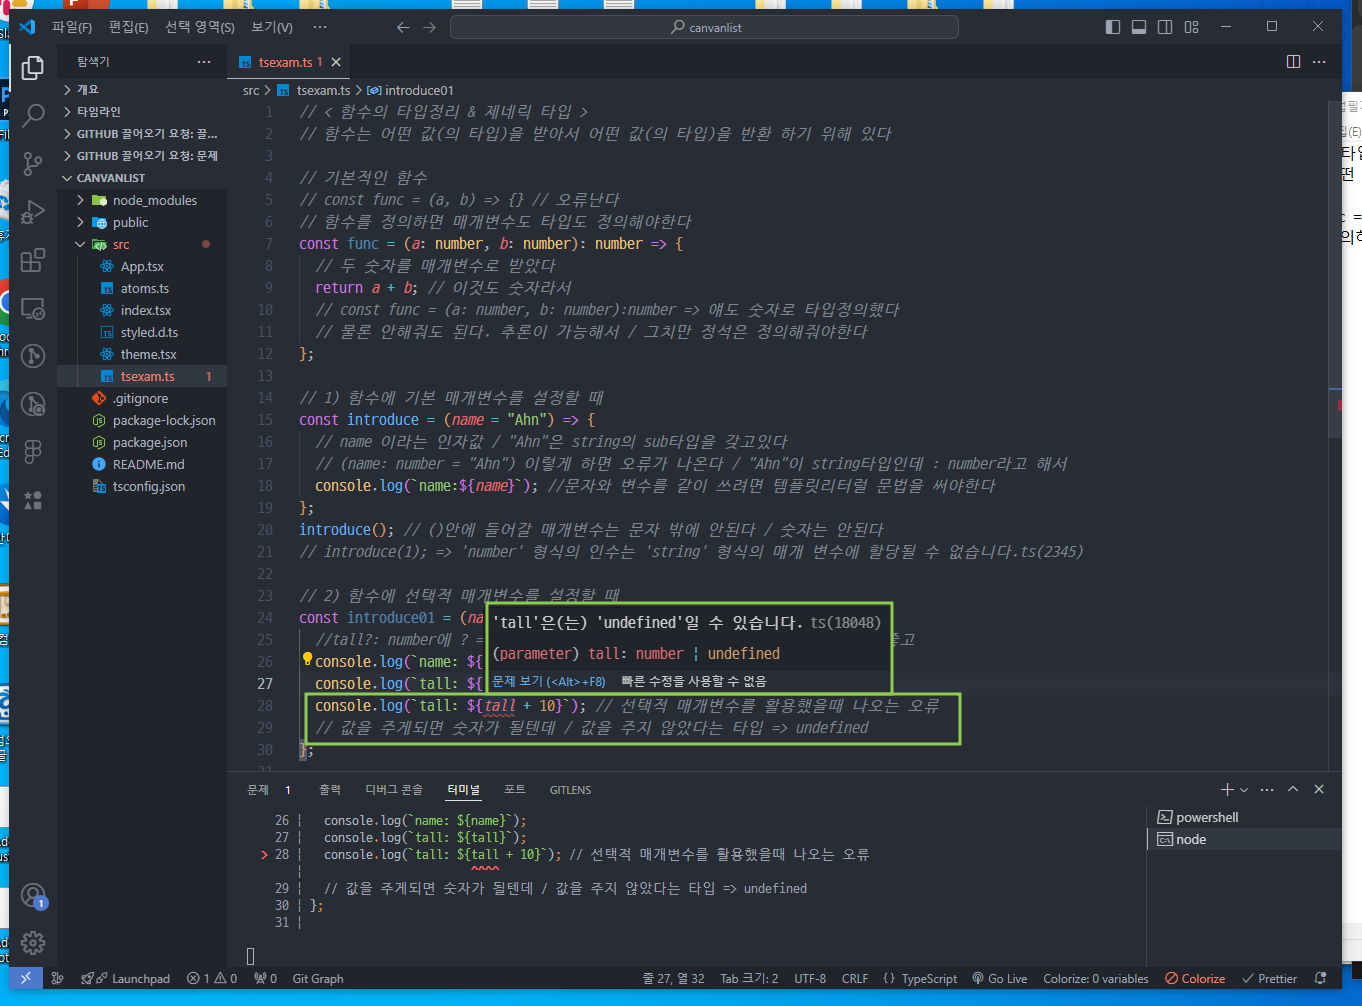 파일(F) 편집(E) 선택 영역(S) 보기(V) ··· canvanlist
탐색기 ···
tsexam.ts 1
개요
타임라인
GITHUB 끌어오기 요청: 끌...
GITHUB 끌어오기 요청: 문제
CANVANLIST
node_modules
public
src
App.tsx
atoms.ts
index.tsx
styled.d.ts
theme.tsx
tsexam.ts 1
.gitignore
package-lock.json
package.json
README.md
tsconfig.json
src > tsexam.ts > introduce01
1 // < 함수의 타입정리 & 제네릭 타입 >
2 // 함수는 어떤 값(의 타입)을 받아서 어떤 값(의 타입)을 반환 하기 위해 있다
3
4 // 기본적인 함수
5 // const func = (a, b) => {} // 오류난다
6 // 함수를 정의하면 매개변수도 타입도 정의해야한다
7 const func = (a: number, b: number): number => {
8 // 두 숫자를 매개변수로 받았다
9 return a + b; // 이것도 숫자라서
10 // const func = (a: number, b: number):number => 얘도 숫자로 타입정의했다
11 // 물론 안해줘도 된다. 추론이 가능해서 / 그치만 정석은 정의해줘야한다
12 };
13
14 // 1) 함수에 기본 매개변수를 설정할 때
15 const introduce = (name = "Ahn") => {
16 // name 이라는 인자값 / "Ahn"은 string의 sub타입을 갖고있다
17 // (name: number = "Ahn") 이렇게 하면 오류가 나온다 / "Ahn"이 string타입인데 : number라고 해서
18 console.log(`name:${name}`); //문자와 변수를 같이 쓰려면 템플릿리터럴 문법을 써야한다
19 };
20 introduce(); // ()안에 들어갈 매개변수는 문자 밖에 안된다 / 숫자는 안된다
21 // introduce(1); => 'number' 형식의 인수는 'string' 형식의 매개 변수에 할당될 수 없습니다.ts(2345)
22
23 // 2) 함수에 선택적 매개변수를 설정할 때
24 const introduce01 = (na
25 //tall?: number에 ? =
26 console.log(`name: ${
27 console.log(`tall: ${
28 console.log(`tall: ${tall + 10}`); // 선택적 매개변수를 활용했을때 나오는 오류
29 // 값을 주게되면 숫자가 될텐데 / 값을 주지 않았다는 타입 => undefined
30 };
'tall'은(는) 'undefined'일 수 있습니다. ts(18048)
(parameter) tall: number | undefined
문제 보기 (<Alt>+F8) 빠른 수정을 사용할 수 없음
문제 1 출력 디버그 콘솔 터미널 포트 GITLENS
26 ¦ console.log(`name: ${name}`);
27 ¦ console.log(`tall: ${tall}`);
> 28 ¦ console.log(`tall: ${tall + 10}`); // 선택적 매개변수를 활용했을때 나오는 오류
¦ ^^^^
29 ¦ // 값을 주게되면 숫자가 될텐데 / 값을 주지 않았다는 타입 => undefined
30 ¦ };
31 ¦
powershell
node
1
Launchpad 1 0 0 Git Graph 줄 27, 열 32 Tab 크기: 2 UTF-8 CRLF {} TypeScript Go Live Colorize: 0 variables Colorize Prettier